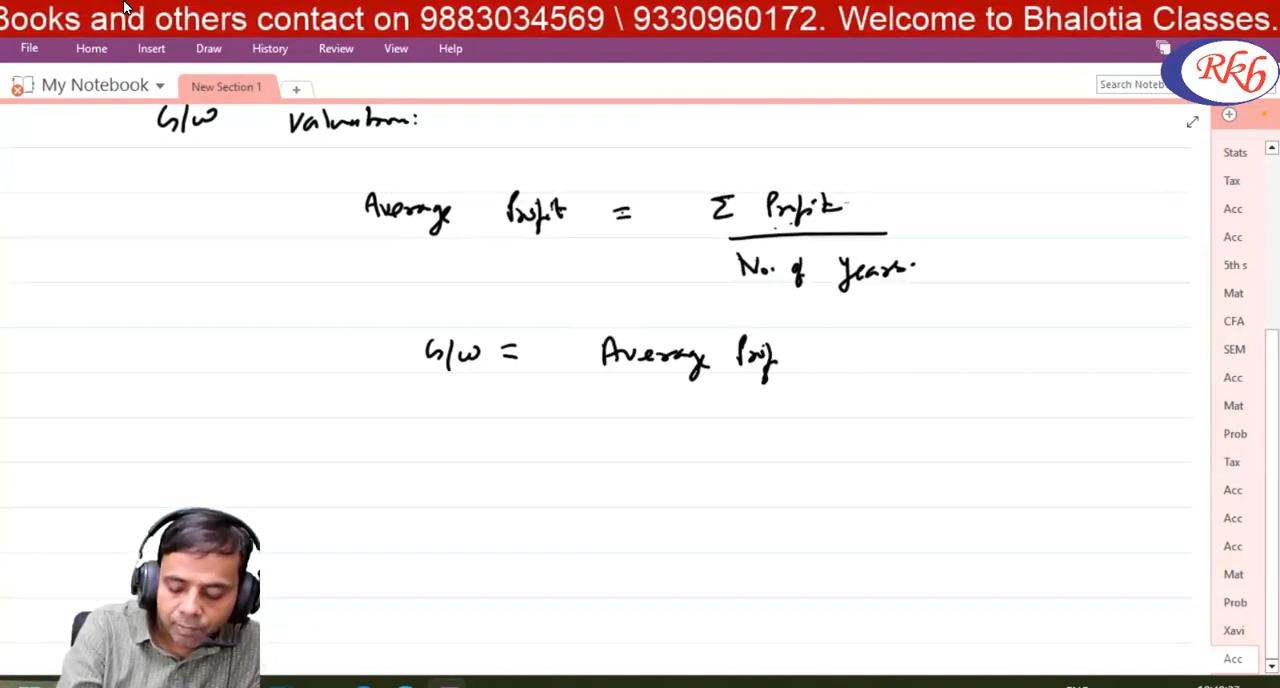 Books and others contact on 9883034569 \ 9330960172. Welcome to Bhalotia Classes.
File Home Insert Draw History Review View Help
Rkb
My Notebook
New Section 1
Search Noteb
G/W Valuation:
Average Profit = Σ Profit
No. of Years.
G/W = Average Prof
Stats
Tax
Acc
Acc
5th s
Mat
CFA
SEM
Acc
Mat
Prob
Tax
Acc
Acc
Acc
Mat
Prob
Xavi
Acc